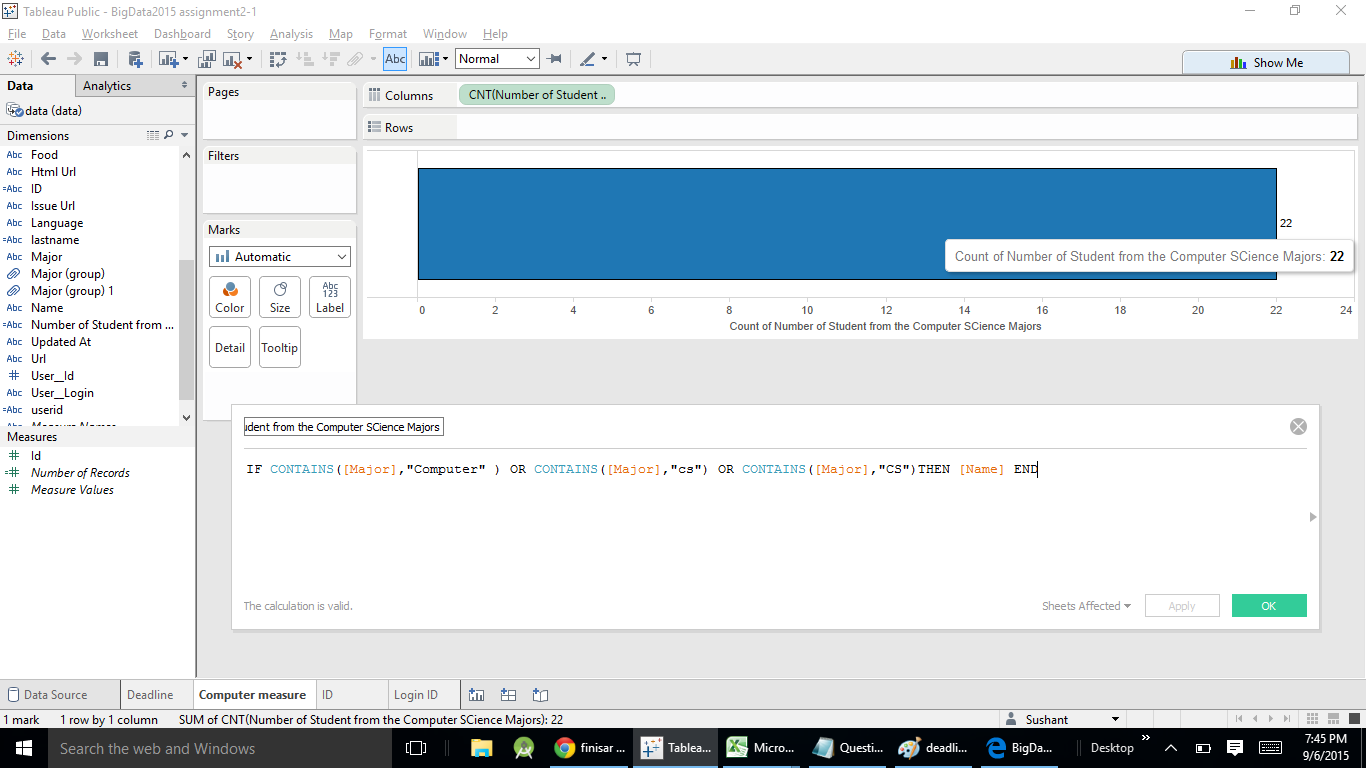 Tableau Public - BigData2015 assignment2-1
File Data Worksheet Dashboard Story Analysis Map Format Window Help
Abc Normal Show Me
Data Analytics
data (data)
Dimensions
Abc Food
Abc Html Url
=Abc ID
Abc Issue Url
Abc Language
=Abc lastname
Abc Major
Major (group)
Major (group) 1
Abc Name
=Abc Number of Student from ...
Abc Updated At
Abc Url
# User__Id
Abc User__Login
=Abc userid
Abc Measure Names
Measures
# Id
=# Number of Records
# Measure Values
Pages
Filters
Marks
Automatic
Color Size Abc 123 Label
Detail Tooltip
Columns CNT(Number of Student ..
Rows
22
Count of Number of Student from the Computer SCience Majors: 22
0 2 4 6 8 10 12 14 16 18 20 22 24
Count of Number of Student from the Computer SCience Majors
udent from the Computer SCience Majors
IF CONTAINS([Major],"Computer" ) OR CONTAINS([Major],"cs") OR CONTAINS([Major],"CS")THEN [Name] END
The calculation is valid.
Sheets Affected Apply OK
Data Source Deadline Computer measure ID Login ID
1 mark 1 row by 1 column SUM of CNT(Number of Student from the Computer SCience Majors): 22 Sushant
Search the web and Windows finisar ... Tablea... Micro... Questi... deadli... BigDa... Desktop 7:45 PM
9/6/2015